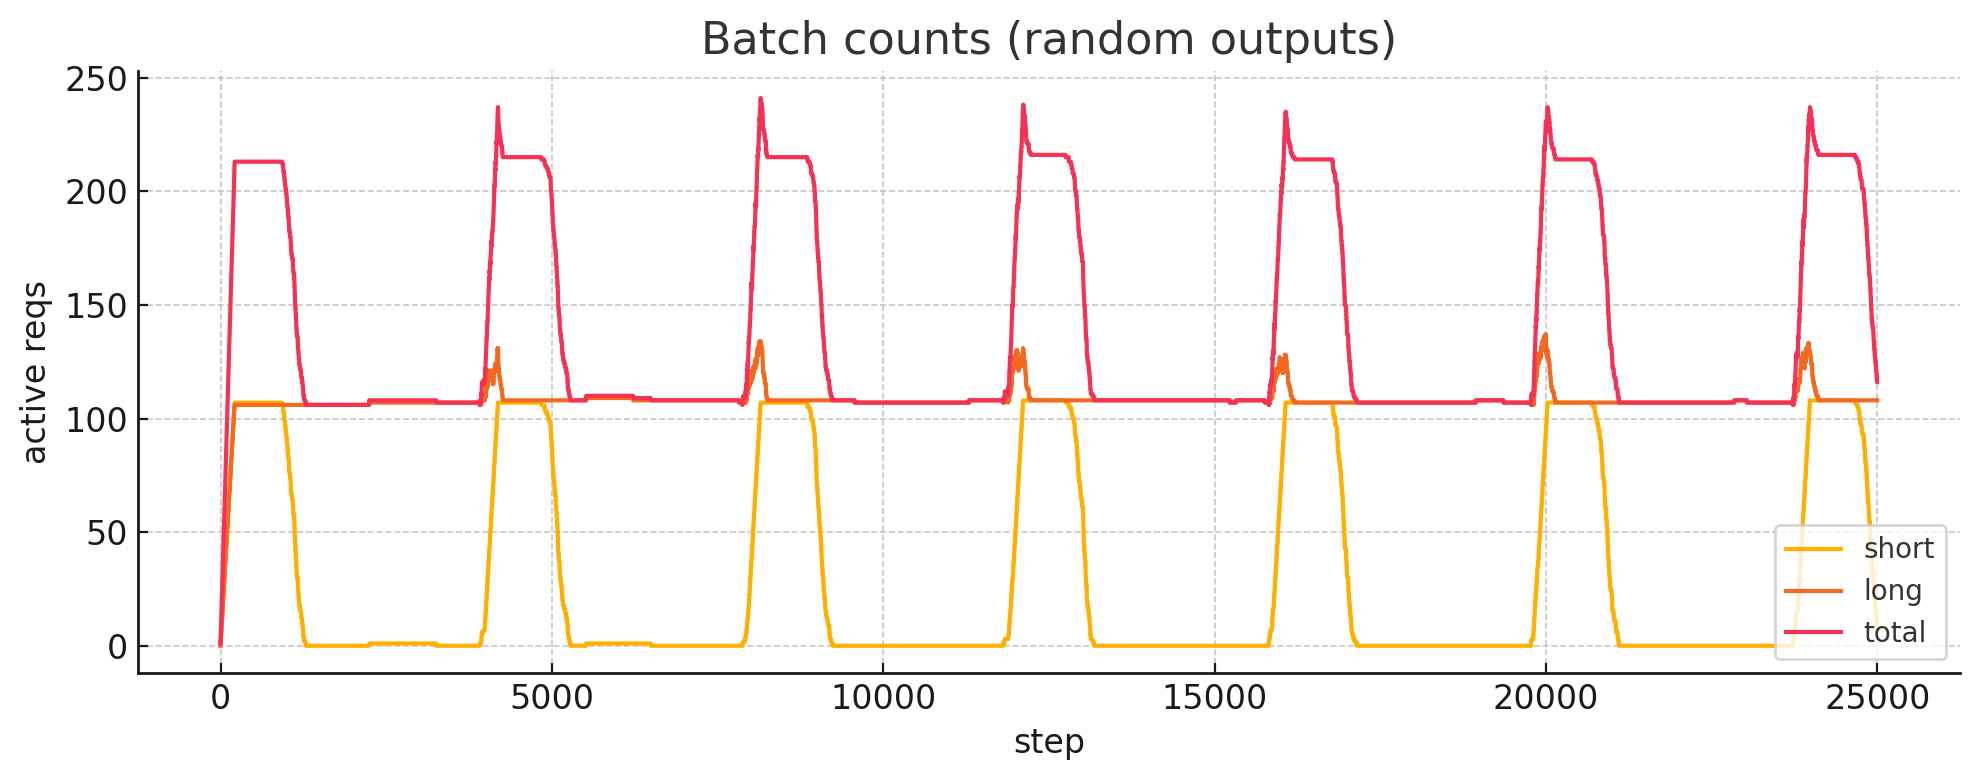 Batch counts (random outputs)
active reqs
250
200
150
100
50
0
short
long
total
0 5000 10000 15000 20000 25000
step